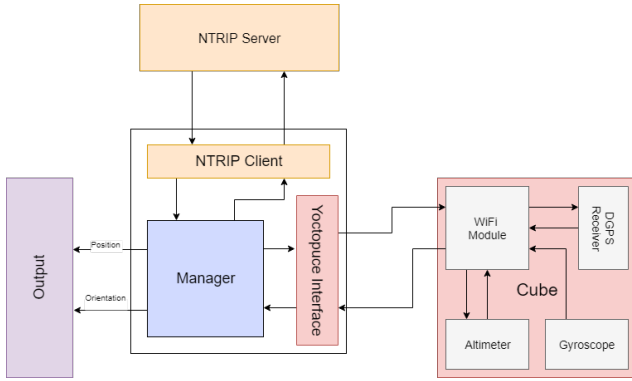 NTRIP Server
NTRIP Client
Yoctopuce Interface
Manager
Position
Orientation
Output
WiFi
Module
DGPS
Receiver
Cube
Altimeter
Gyroscope